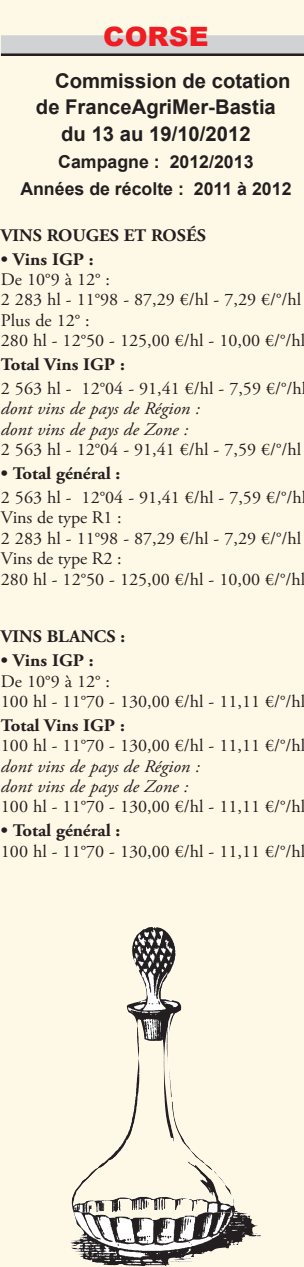 CORSE
Commission de cotation
de FranceAgriMer-Bastia
du 13 au 19/10/2012
Campagne : 2012/2013
Années de récolte : 2011 à 2012
VINS ROUGES ET ROSÉS
• Vins IGP :
De 10°9 à 12° :
2 283 hl - 11°98 - 87,29 €/hl - 7,29 €/°/hl
Plus de 12° :
280 hl - 12°50 - 125,00 €/hl - 10,00 €/°/hl
Total Vins IGP :
2 563 hl - 12°04 - 91,41 €/hl - 7,59 €/°/hl
dont vins de pays de Région :
dont vins de pays de Zone :
2 563 hl - 12°04 - 91,41 €/hl - 7,59 €/°/hl
• Total général :
2 563 hl - 12°04 - 91,41 €/hl - 7,59 €/°/hl
Vins de type R1 :
2 283 hl - 11°98 - 87,29 €/hl - 7,29 €/°/hl
Vins de type R2 :
280 hl - 12°50 - 125,00 €/hl - 10,00 €/°/hl
VINS BLANCS :
• Vins IGP :
De 10°9 à 12° :
100 hl - 11°70 - 130,00 €/hl - 11,11 €/°/hl
Total Vins IGP :
100 hl - 11°70 - 130,00 €/hl - 11,11 €/°/hl
dont vins de pays de Région :
dont vins de pays de Zone :
100 hl - 11°70 - 130,00 €/hl - 11,11 €/°/hl
• Total général :
100 hl - 11°70 - 130,00 €/hl - 11,11 €/°/hl